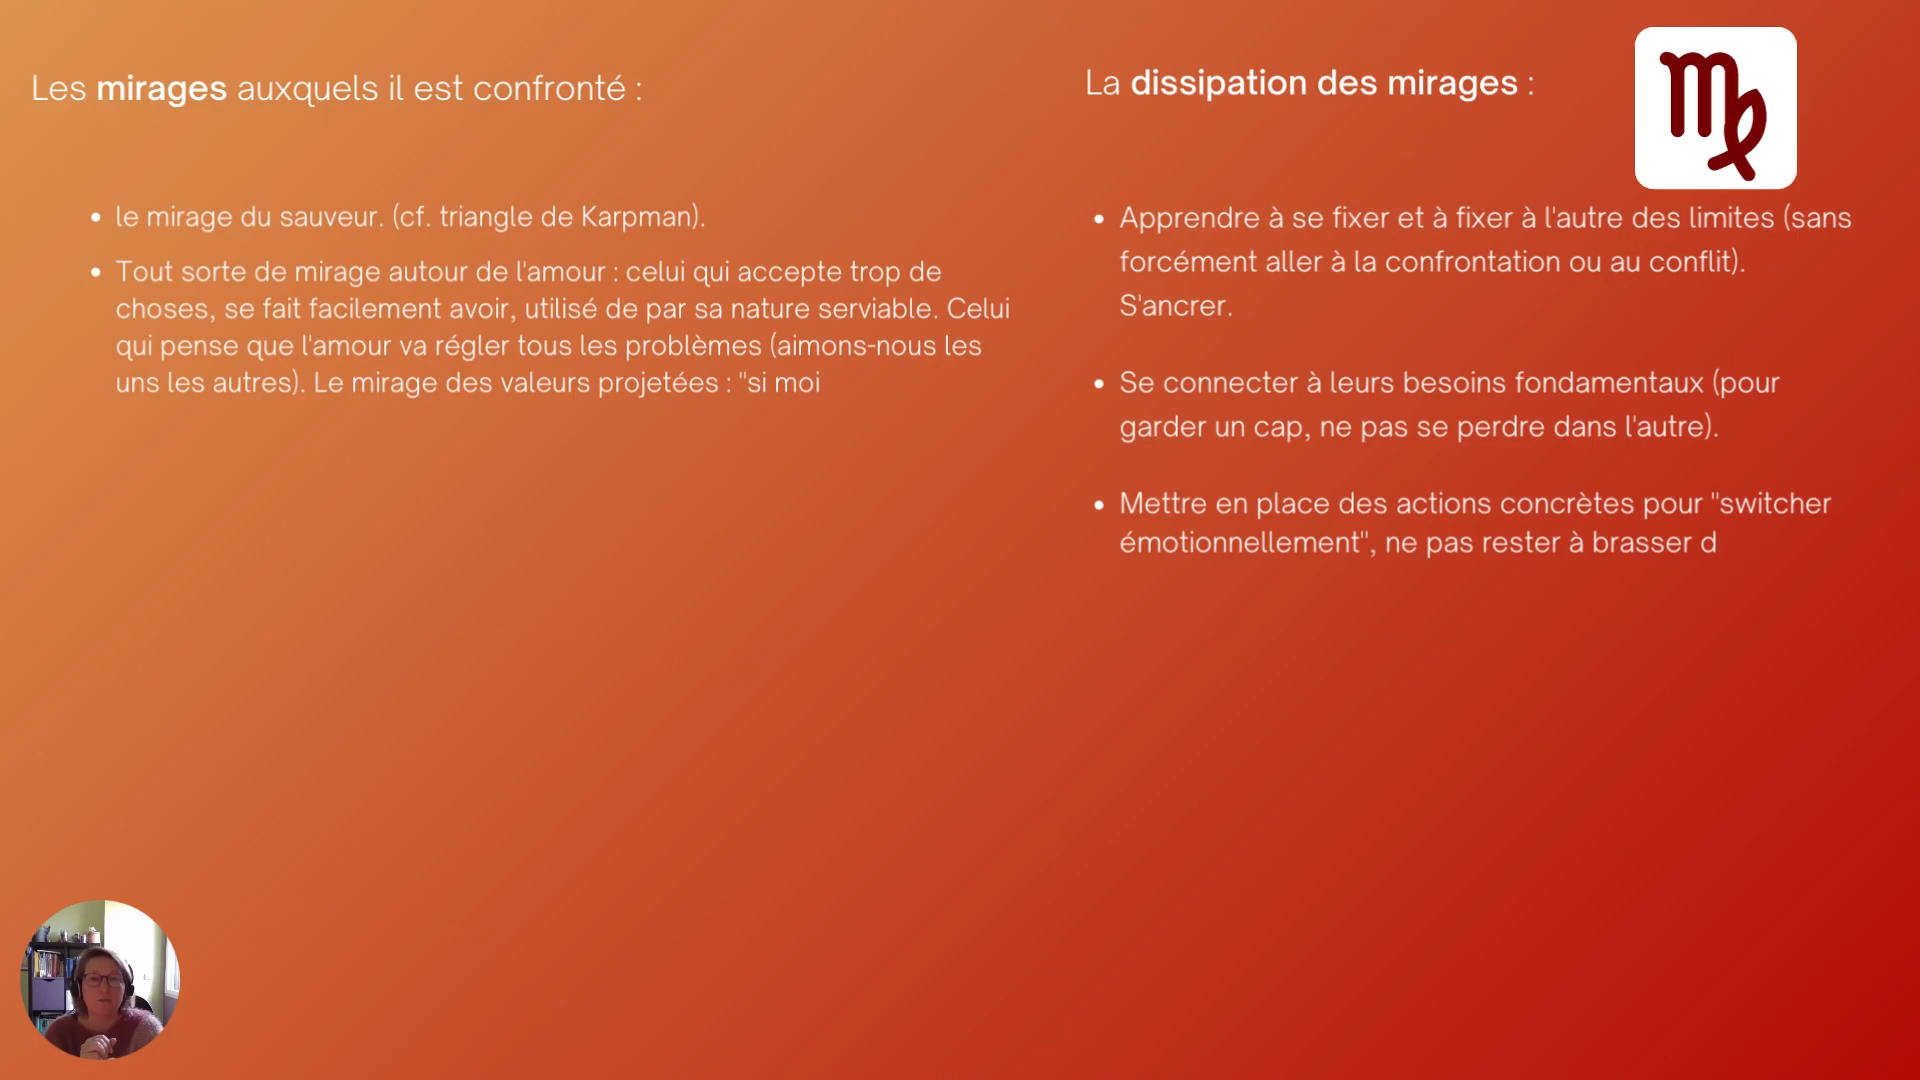 Les mirages auxquels il est confronté :
le mirage du sauveur. (cf. triangle de Karpman).
Tout sorte de mirage autour de l'amour : celui qui accepte trop de
choses, se fait facilement avoir, utilisé de par sa nature serviable. Celui
qui pense que l'amour va régler tous les problèmes (aimons-nous les
uns les autres). Le mirage des valeurs projetées : "si moi
La dissipation des mirages :
Apprendre à se fixer et à fixer à l'autre des limites (sans
forcément aller à la confrontation ou au conflit).
S'ancrer.
Se connecter à leurs besoins fondamentaux (pour
garder un cap, ne pas se perdre dans l'autre).
Mettre en place des actions concrètes pour "switcher
émotionnellement", ne pas rester à brasser d